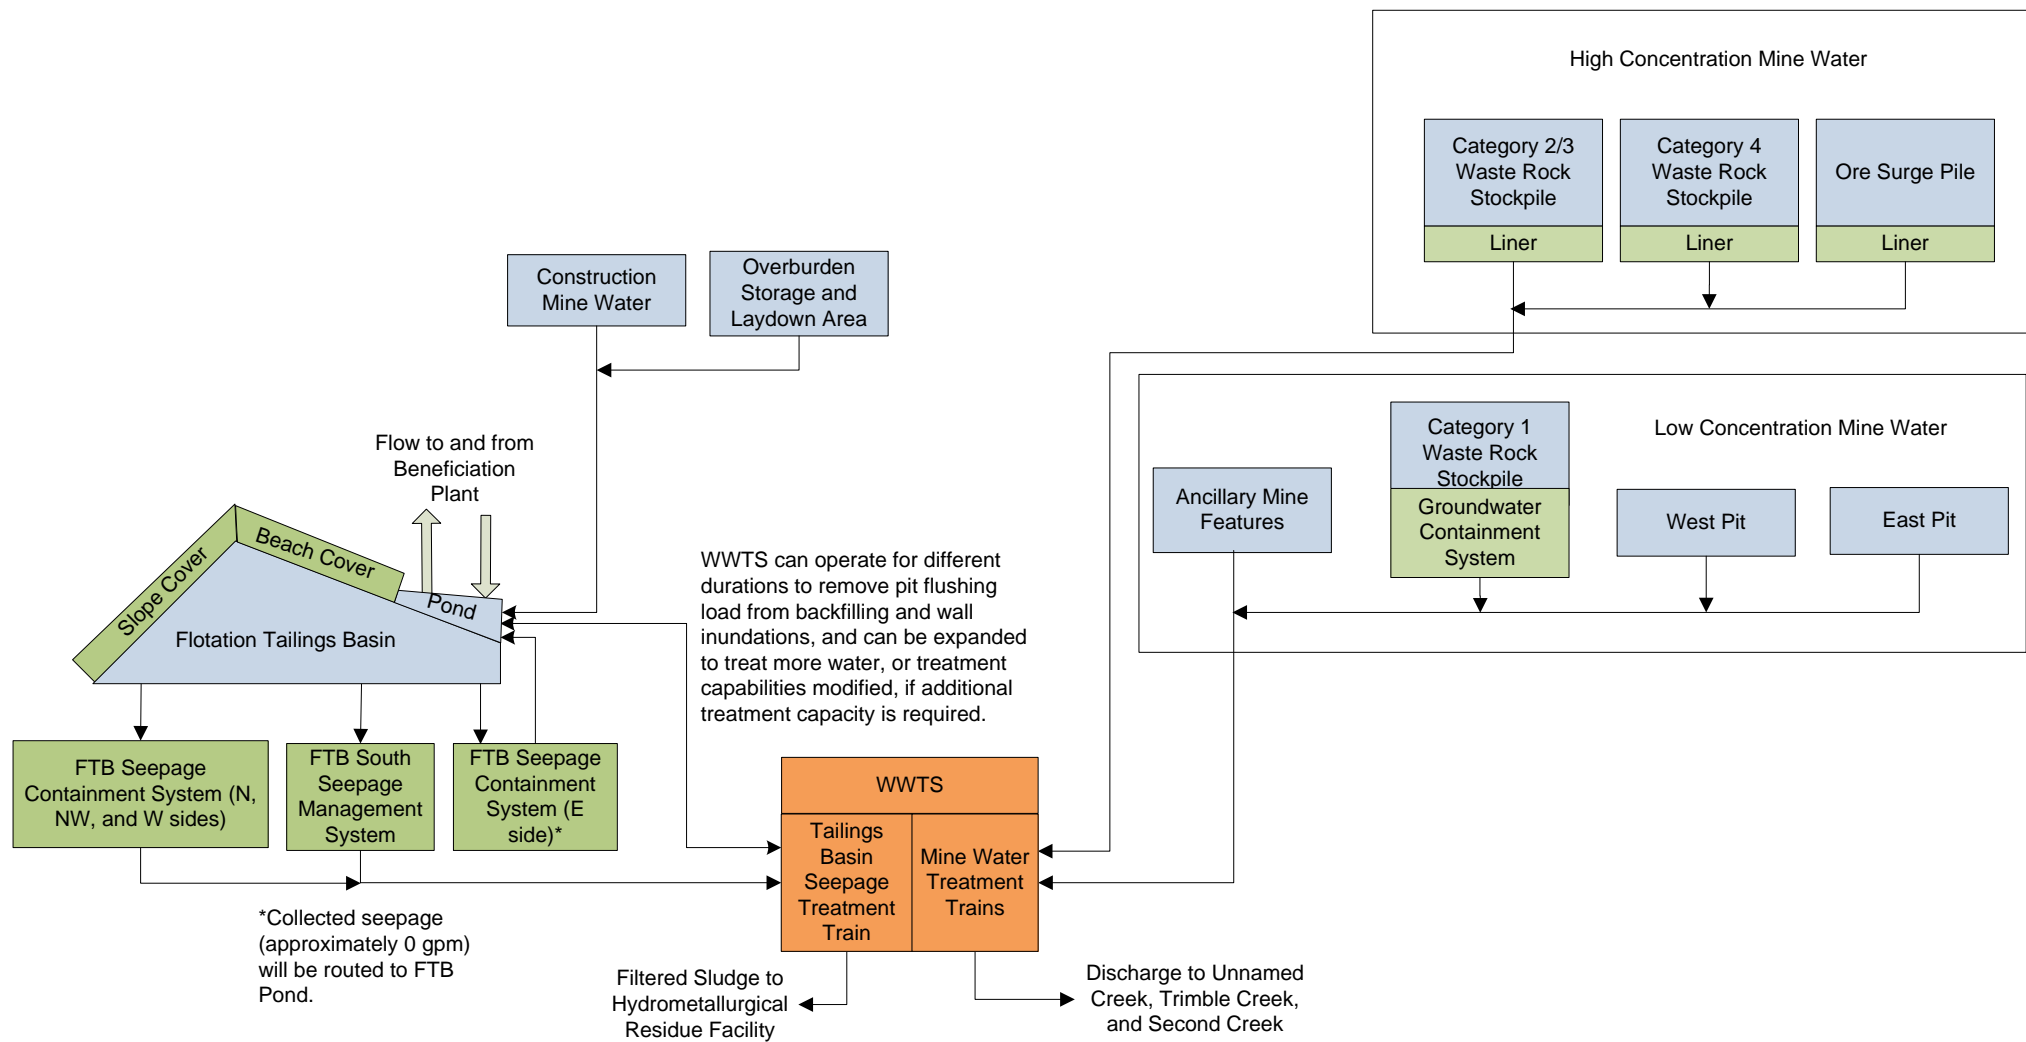 High Concentration Mine Water
Category 2/3
Waste Rock
Stockpile
Liner
Category 4
Waste Rock
Stockpile
Liner
Ore Surge Pile
Liner
Construction
Mine Water
Overburden
Storage and
Laydown Area
Low Concentration Mine Water
Ancillary Mine
Features
Category 1
Waste Rock
Stockpile
Groundwater
Containment
System
West Pit
East Pit
Flow to and from
Beneficiation
Plant
Slope Cover
Beach Cover
Pond
Flotation Tailings Basin
WWTS can operate for different
durations to remove pit flushing
load from backfilling and wall
inundations, and can be expanded
to treat more water, or treatment
capabilities modified, if additional
treatment capacity is required.
FTB Seepage
Containment System (N,
NW, and W sides)
FTB South
Seepage
Management
System
FTB Seepage
Containment
System (E
side)*
WWTS
Tailings
Basin
Seepage
Treatment
Train
Mine Water
Treatment
Trains
*Collected seepage
(approximately 0 gpm)
will be routed to FTB
Pond.
Filtered Sludge to
Hydrometallurgical
Residue Facility
Discharge to Unnamed
Creek, Trimble Creek,
and Second Creek